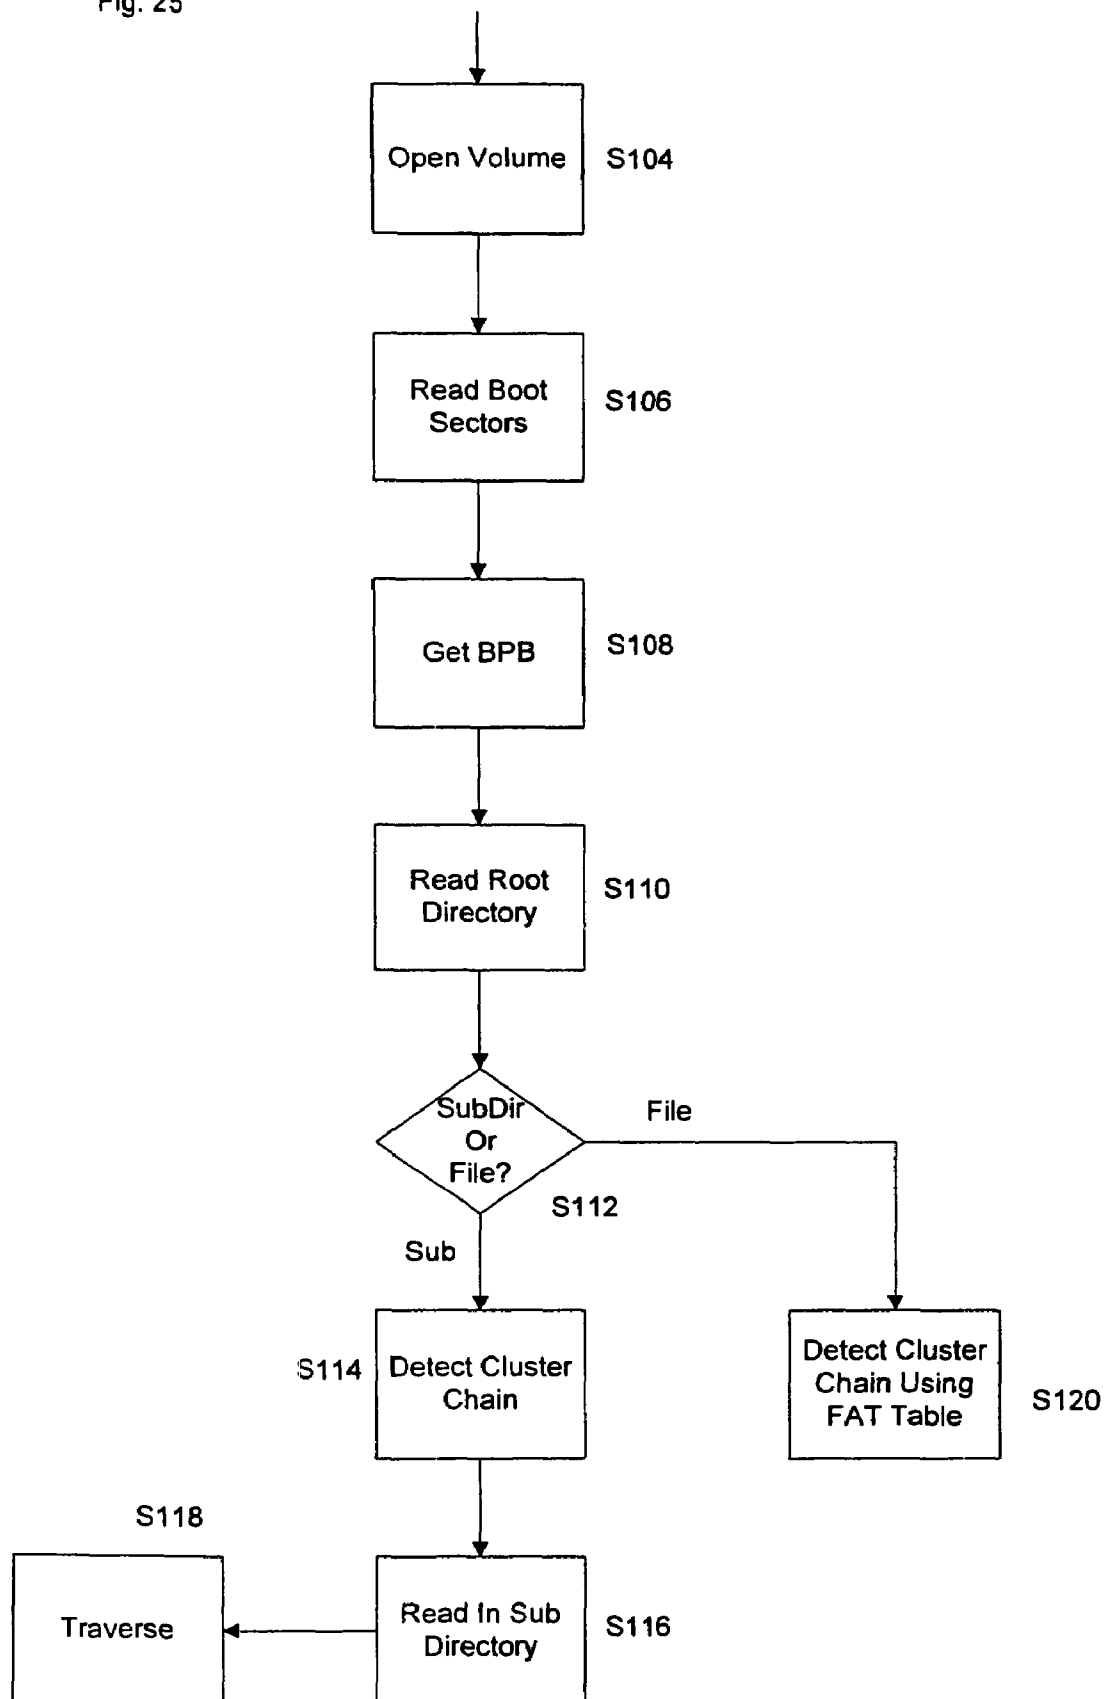 Fig. 25
Open Volume
S104
Read Boot
Sectors
S106
Get BPB
S108
Read Root
Directory
S110
SubDir
Or
File?
File
S112
Sub
S114
Detect Cluster
Chain
Detect Cluster
Chain Using
FAT Table
S120
S118
Traverse
Read In Sub
Directory
S116